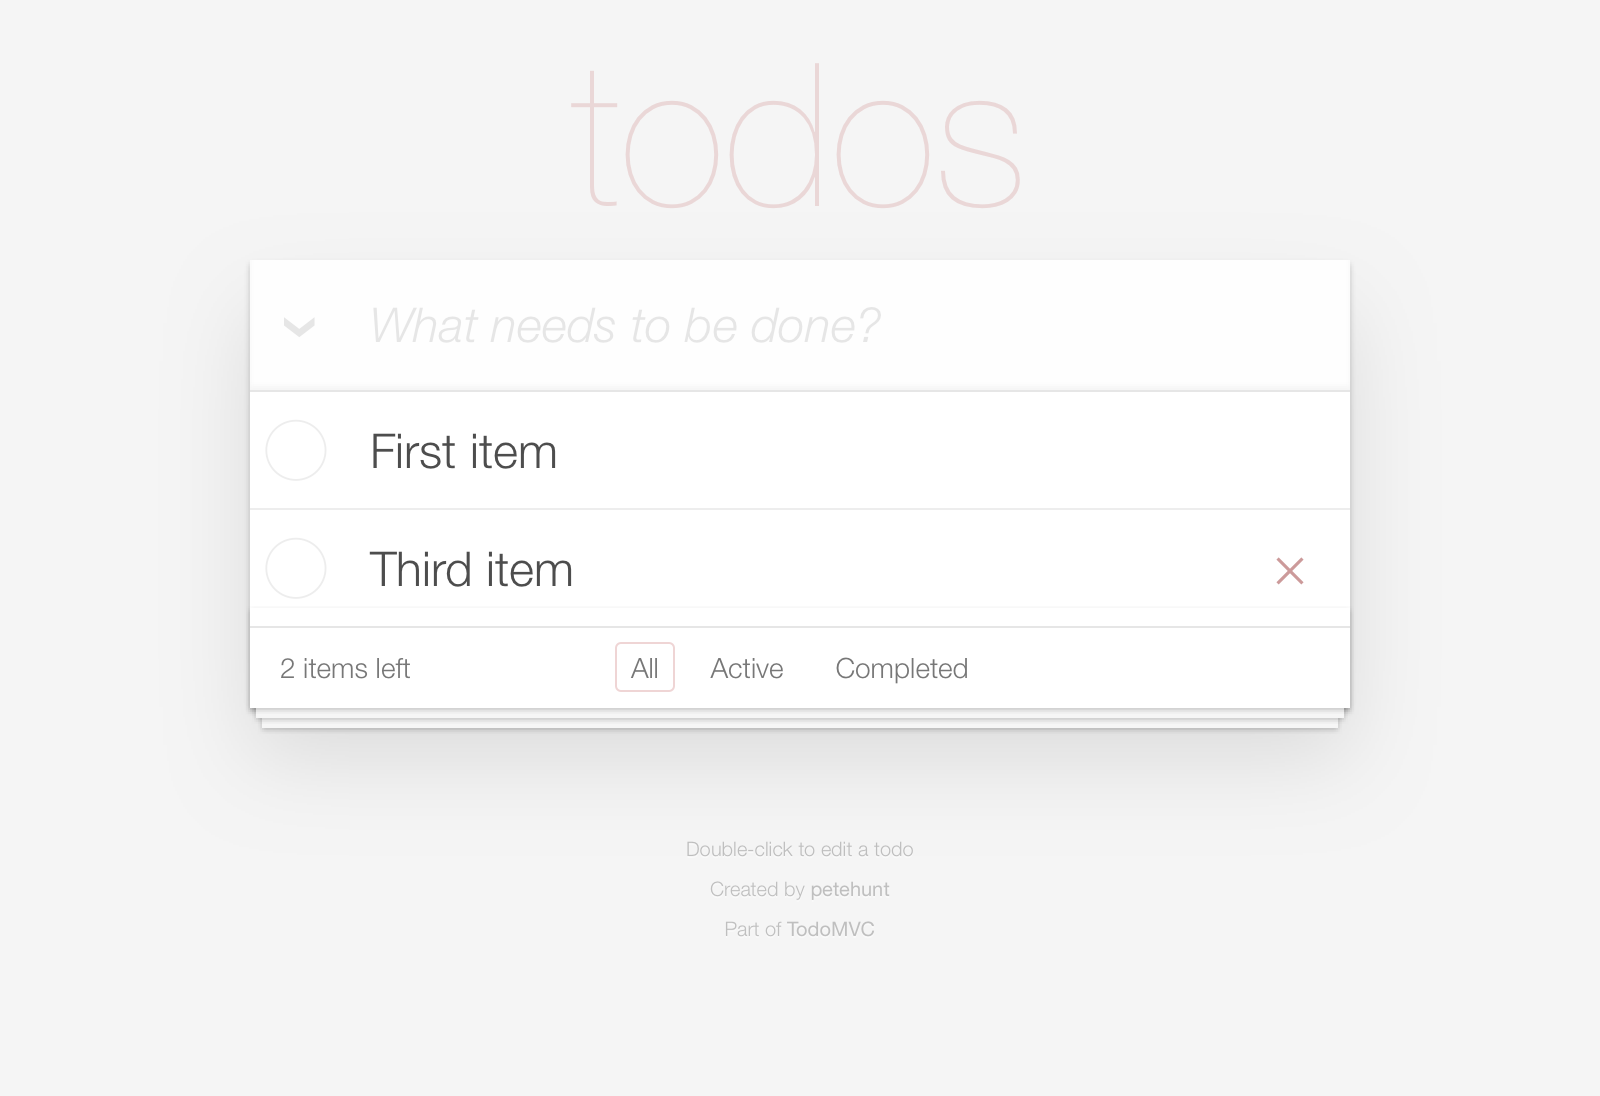 todos
What needs to be done?
First item
Third item
2 items left All Active Completed
Double-click to edit a todo
Created by petehunt
Part of TodoMVC